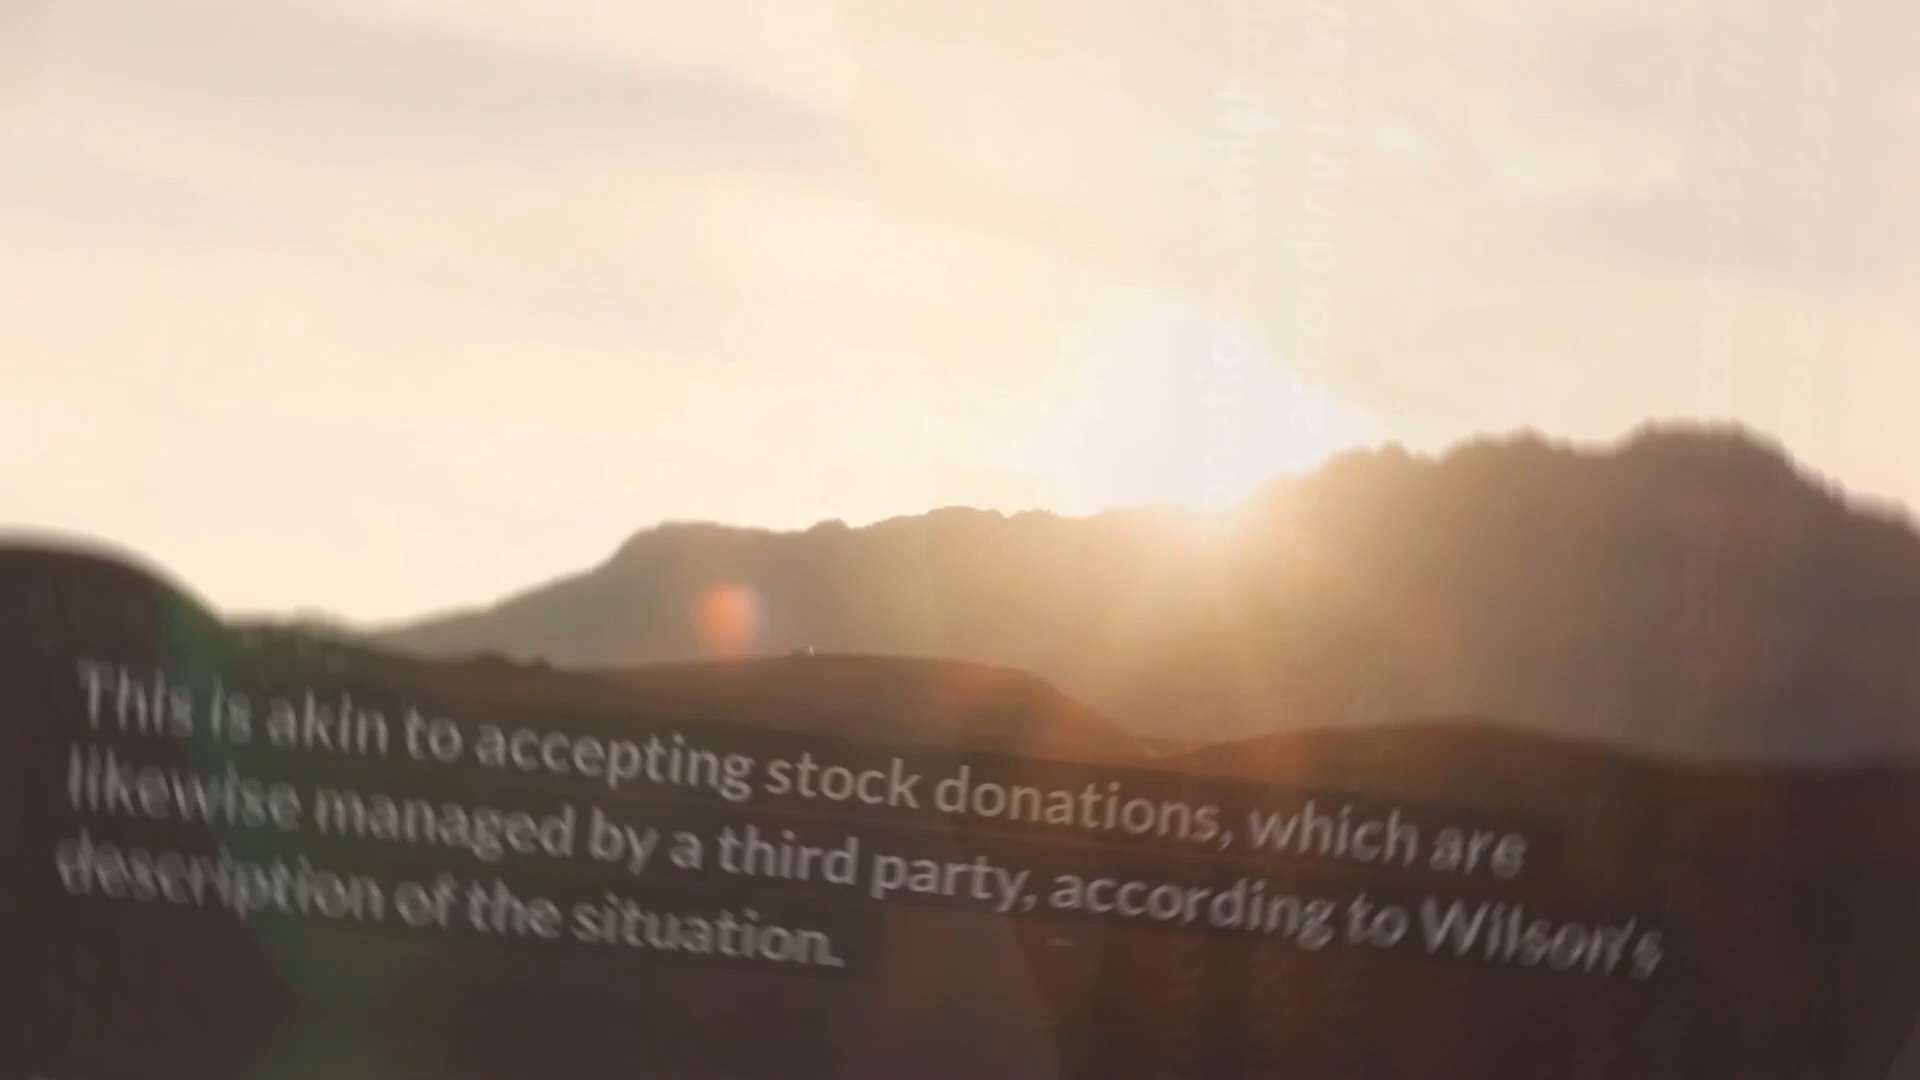 This is akin to accepting stock donations, which are
likewise managed by a third party, according to Wilson's
description of the situation.